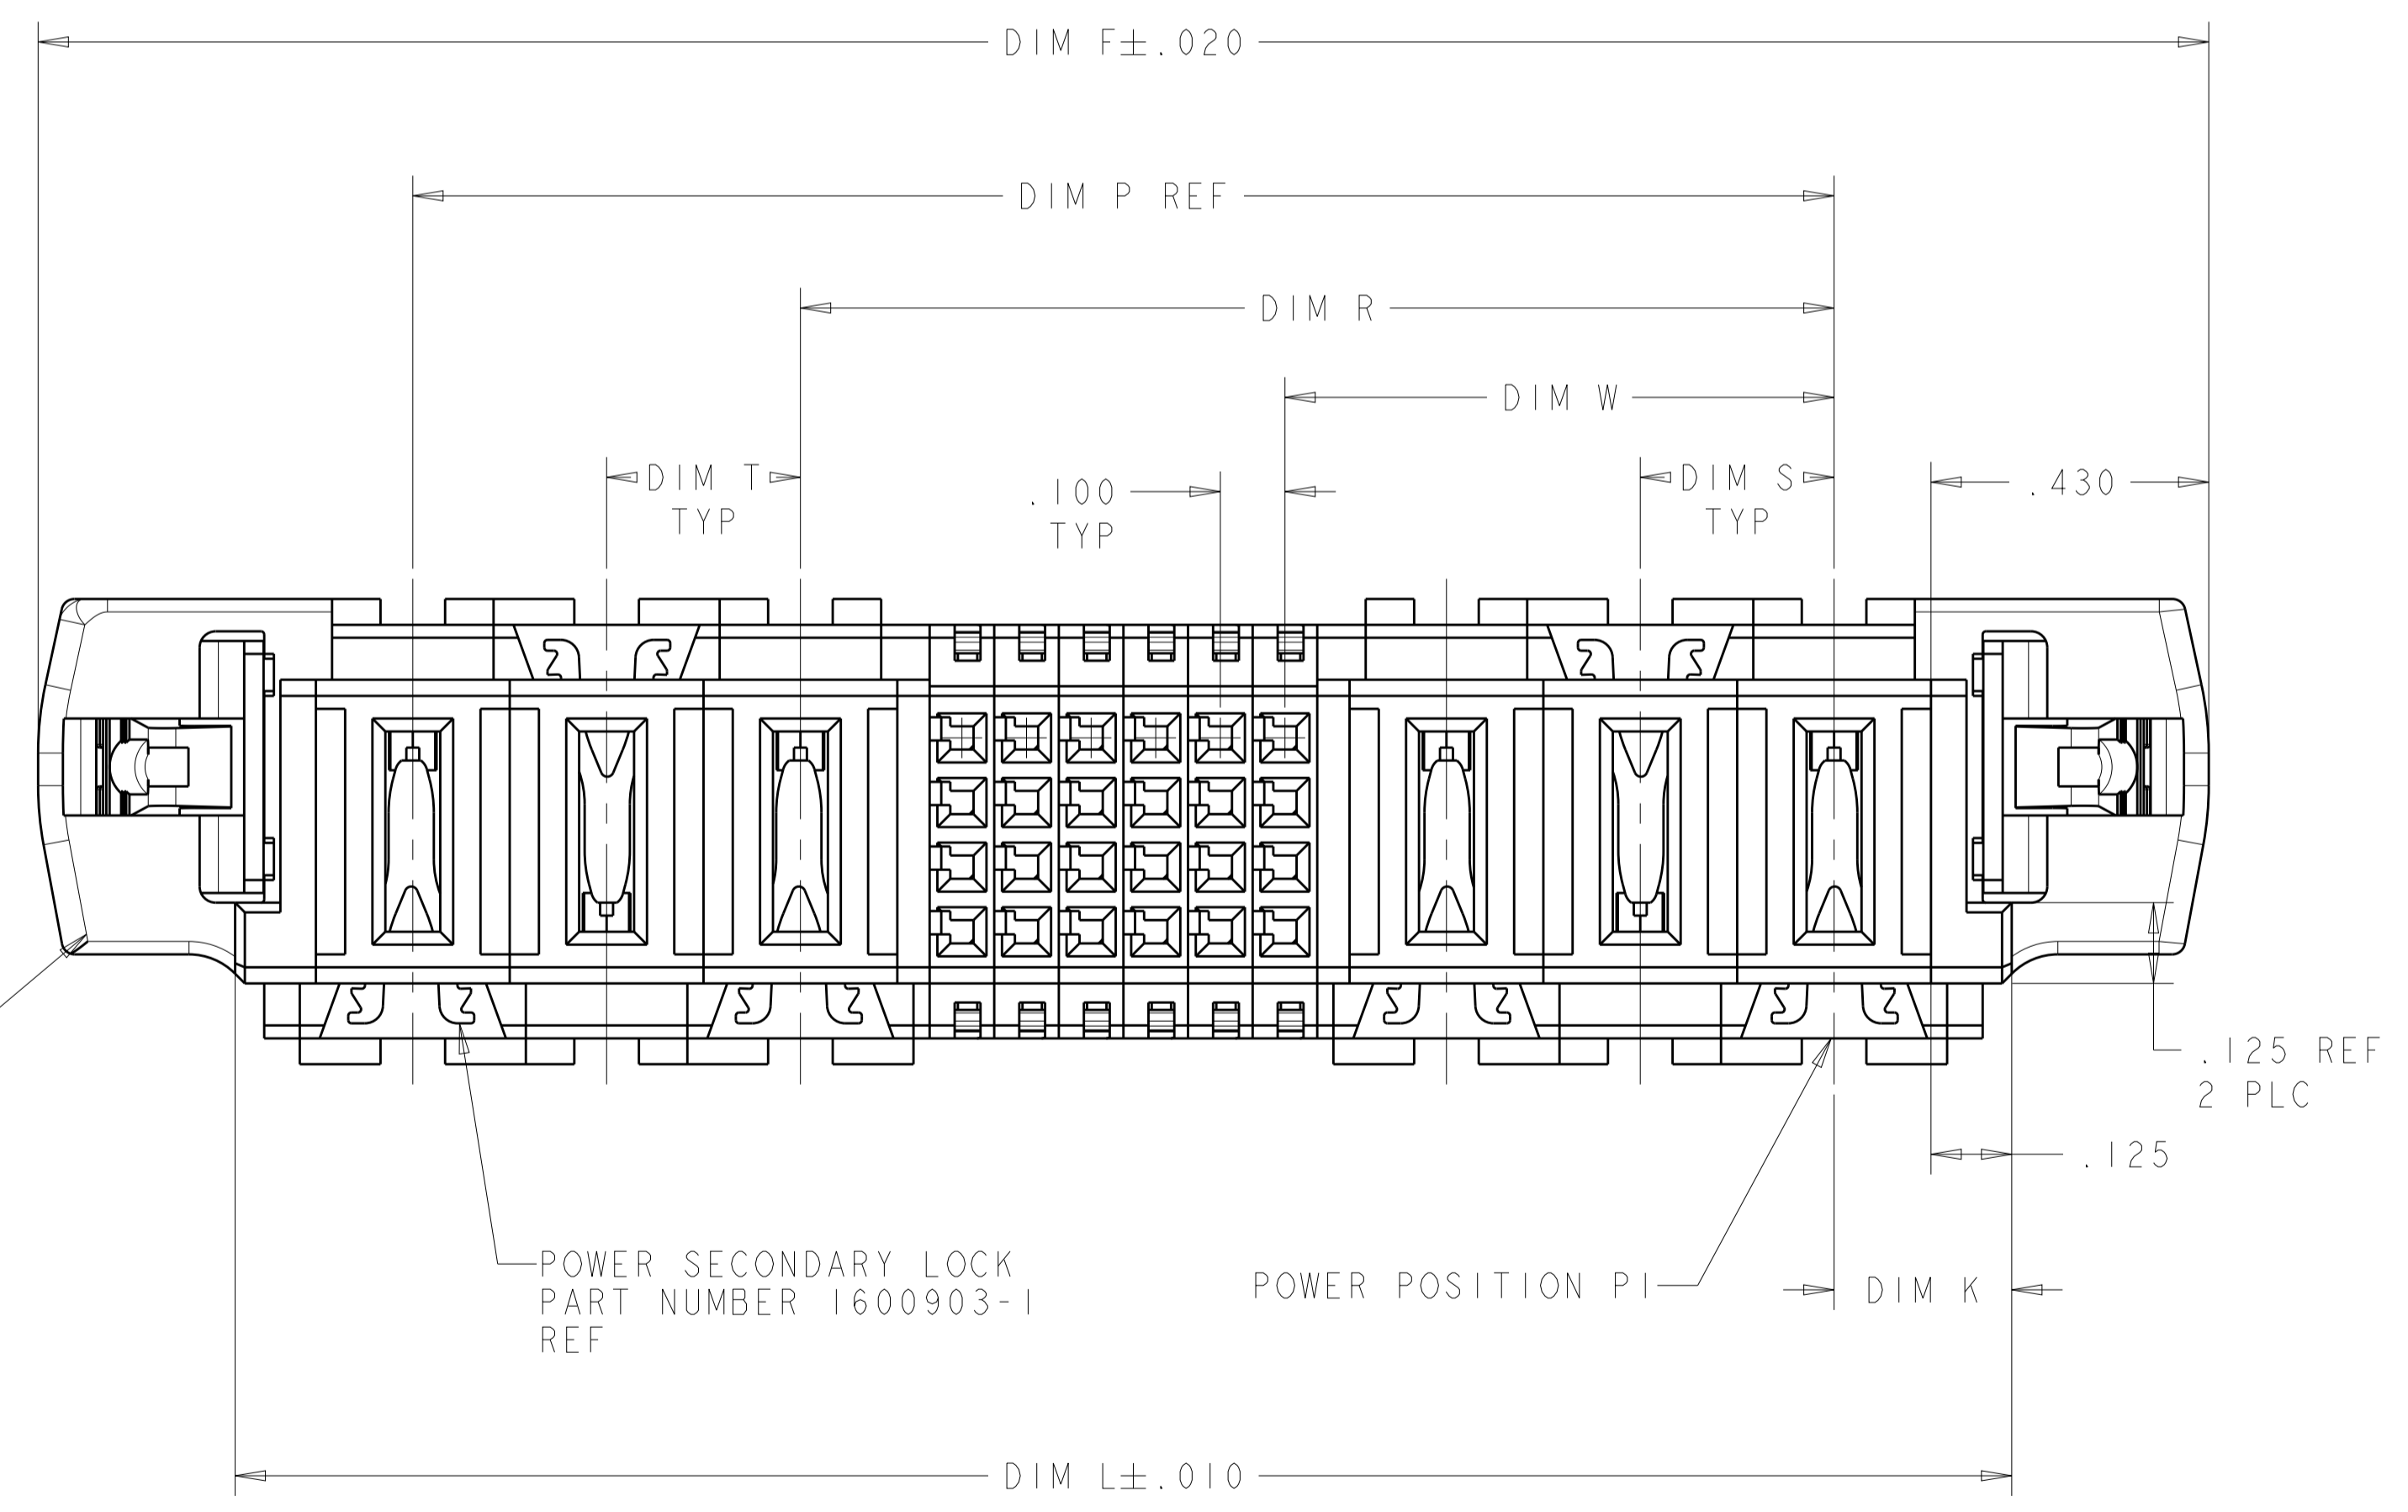 DIM F±.020
DIM P REF
DIM R
DIM W
DIM T
TYP
.100
TYP
DIM S
TYP
.430
.125 REF
2 PLC
.125
POWER SECONDARY LOCK
PART NUMBER 1600903-1
REF
POWER POSITION P1
DIM K
DIM L±.010